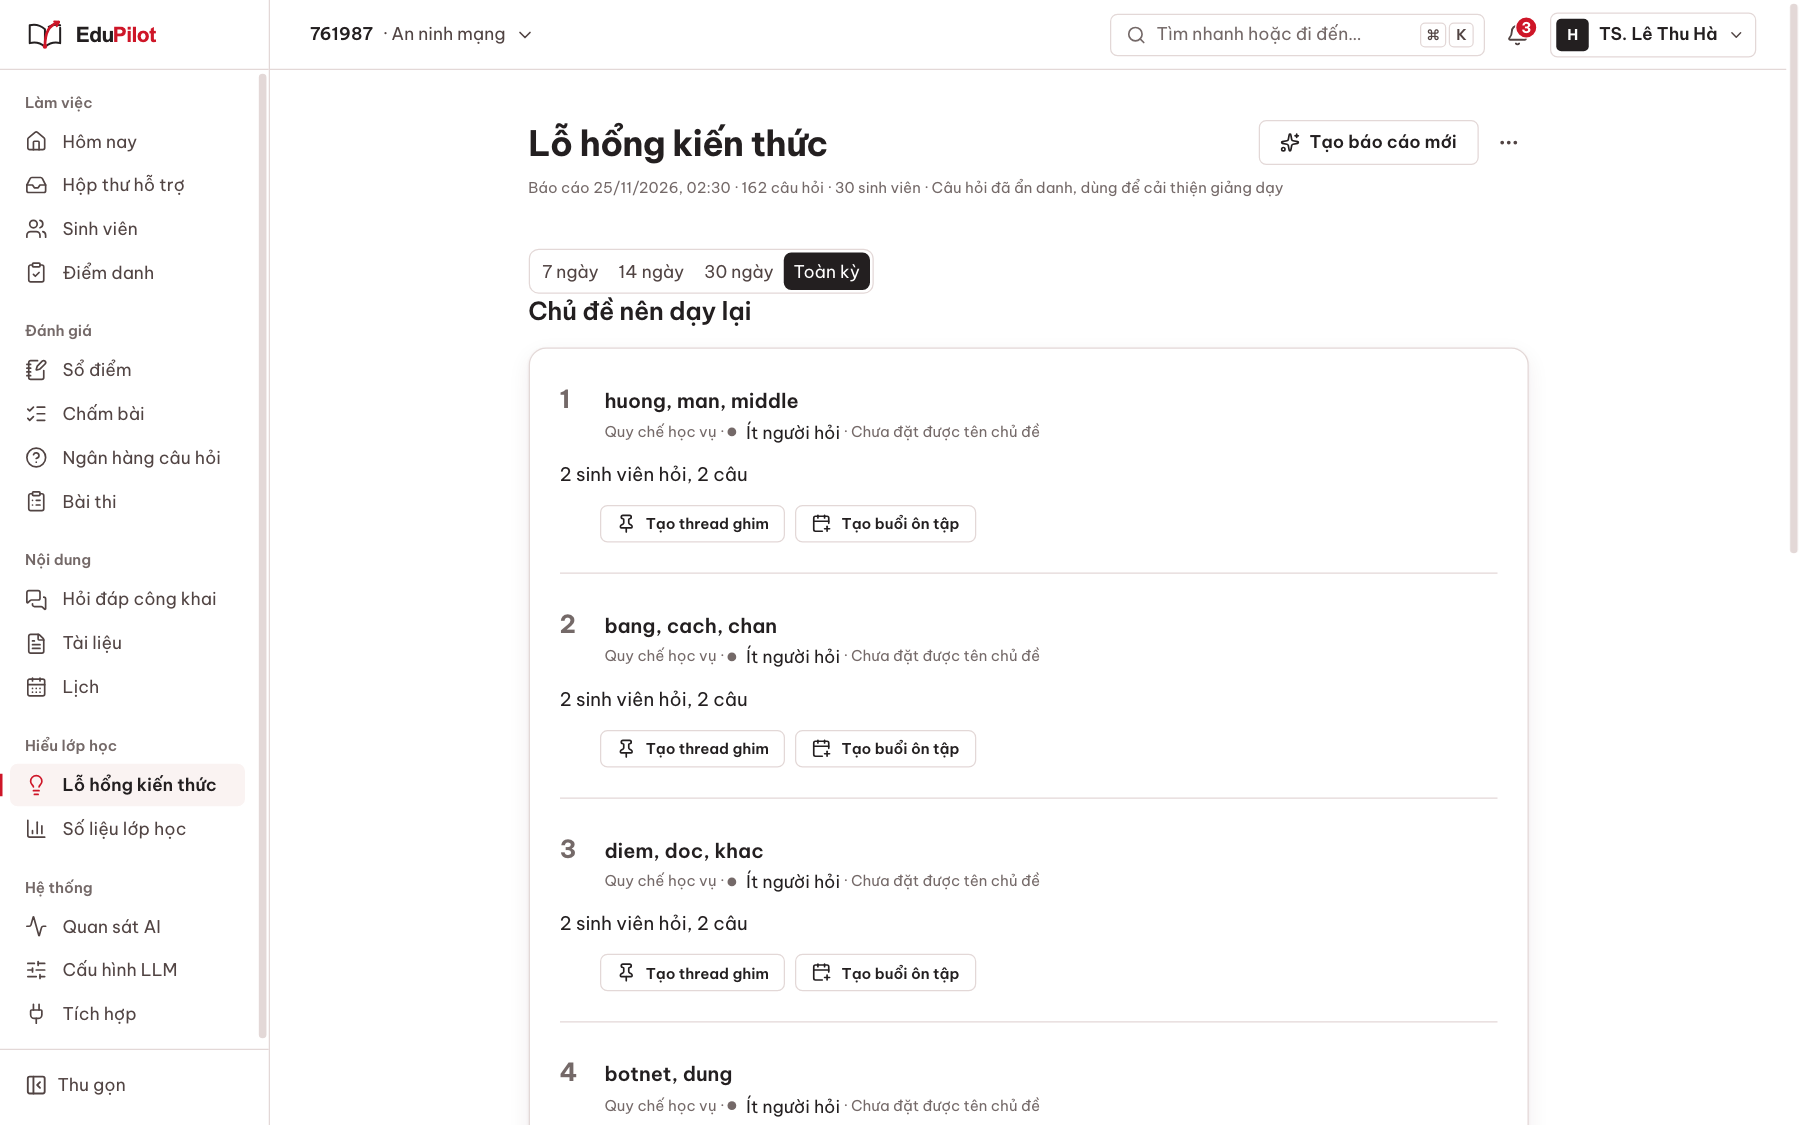 EduPilot
761987 · An ninh mạng
Tìm nhanh hoặc đi đến...
⌘ K
3
H TS. Lê Thu Hà
Làm việc
Hôm nay
Hộp thư hỗ trợ
Sinh viên
Điểm danh
Đánh giá
Sổ điểm
Chấm bài
Ngân hàng câu hỏi
Bài thi
Nội dung
Hỏi đáp công khai
Tài liệu
Lịch
Hiểu lớp học
Lỗ hổng kiến thức
Số liệu lớp học
Hệ thống
Quan sát AI
Cấu hình LLM
Tích hợp
Thu gọn
Lỗ hổng kiến thức
Tạo báo cáo mới
Báo cáo 25/11/2026, 02:30 · 162 câu hỏi · 30 sinh viên · Câu hỏi đã ẩn danh, dùng để cải thiện giảng dạy
7 ngày 14 ngày 30 ngày Toàn kỳ
Chủ đề nên dạy lại
1 huong, man, middle
Quy chế học vụ · ● Ít người hỏi · Chưa đặt được tên chủ đề
2 sinh viên hỏi, 2 câu
Tạo thread ghim Tạo buổi ôn tập
2 bang, cach, chan
Quy chế học vụ · ● Ít người hỏi · Chưa đặt được tên chủ đề
2 sinh viên hỏi, 2 câu
Tạo thread ghim Tạo buổi ôn tập
3 diem, doc, khac
Quy chế học vụ · ● Ít người hỏi · Chưa đặt được tên chủ đề
2 sinh viên hỏi, 2 câu
Tạo thread ghim Tạo buổi ôn tập
4 botnet, dung
Quy chế học vụ · ● Ít người hỏi · Chưa đặt được tên chủ đề